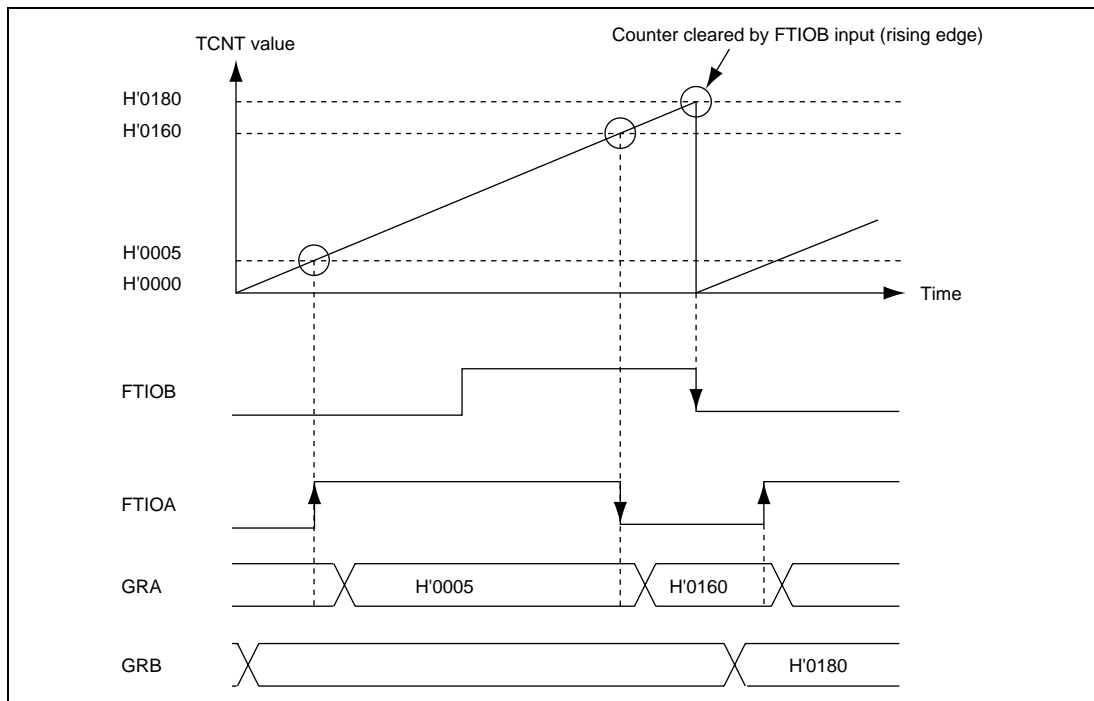 Counter cleared by FTIOB input (rising edge)
TCNT value
H'0180
H'0160
H'0005
H'0000
Time
FTIOB
FTIOA
GRA
H'0005
H'0160
GRB
H'0180